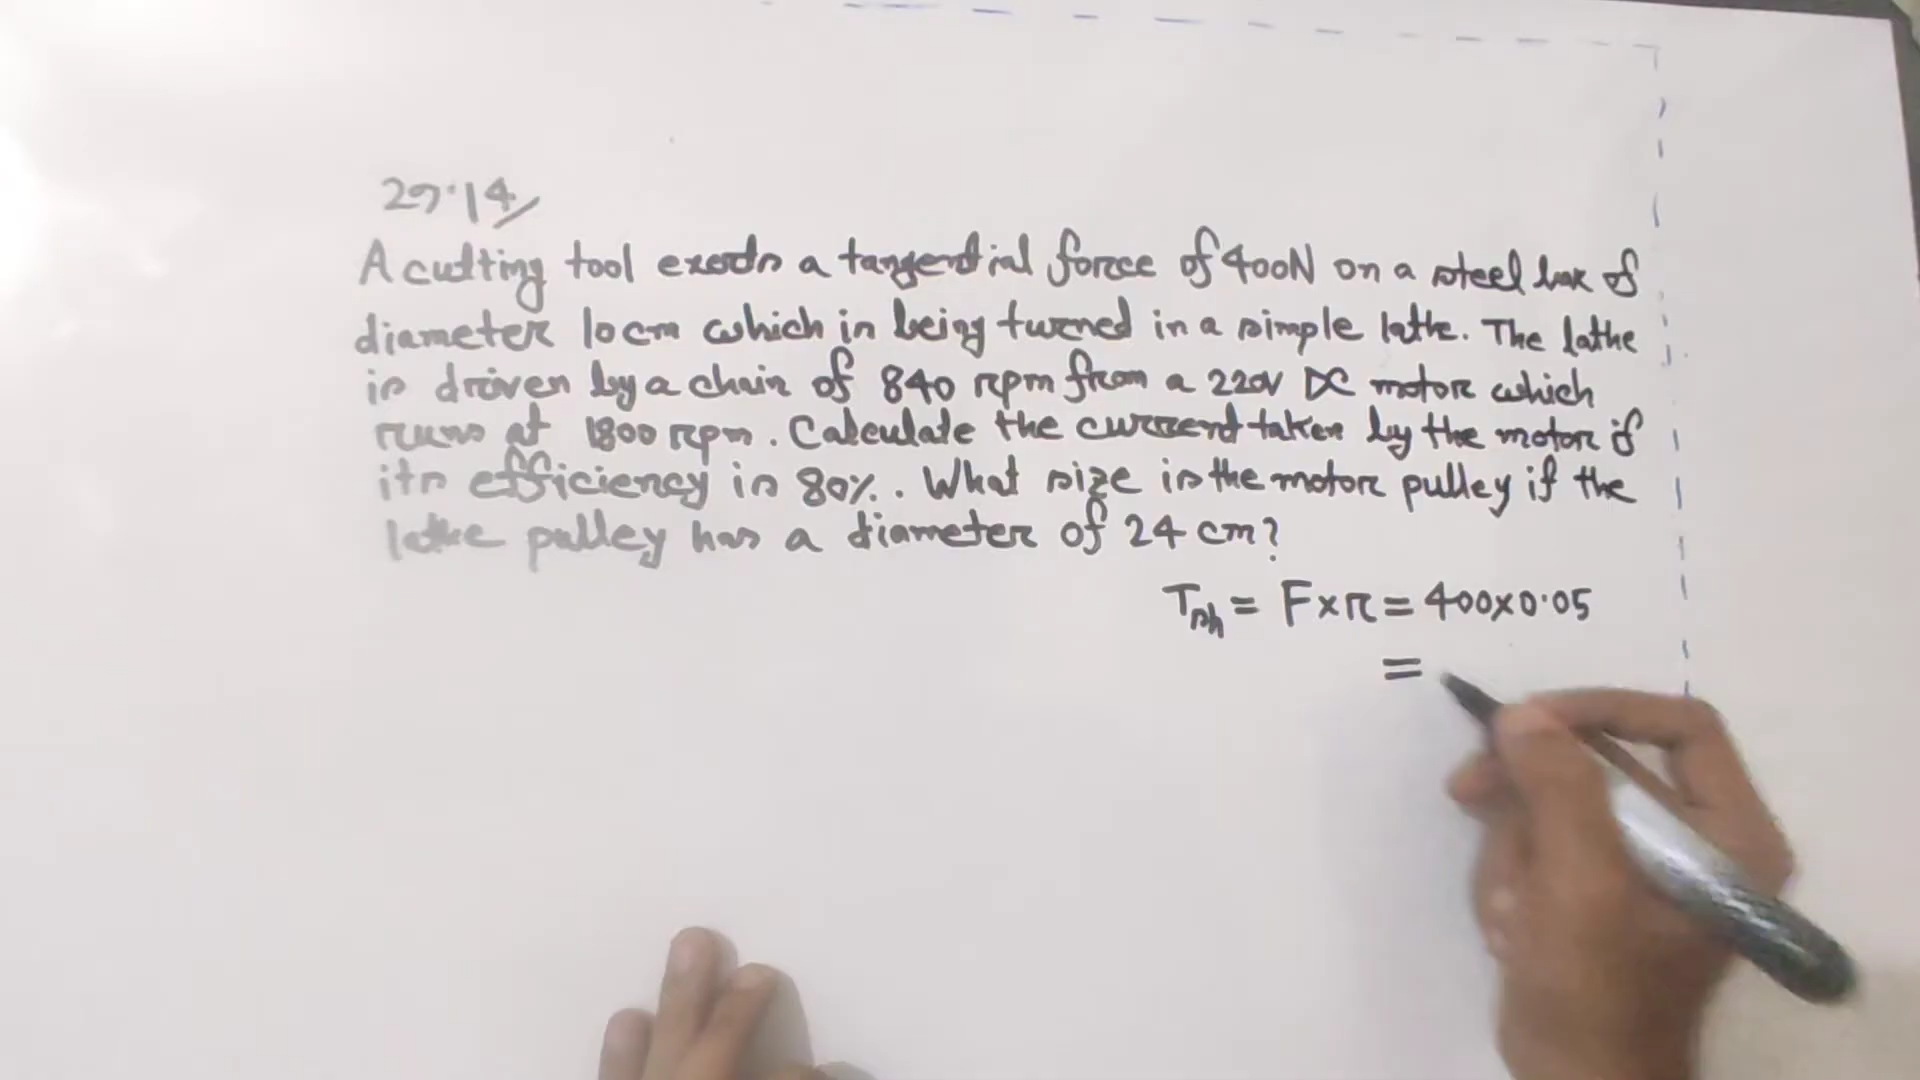 29.14/
A cutting tool exerts a tangential force of 400N on a steel bar of
diameter 10cm which is being turned in a simple lathe. The lathe
is driven by a chain of 840 rpm from a 220V DC motor which
runs at 1800 rpm. Calculate the current taken by the motor if
its efficiency is 80%. What size is the motor pulley if the
lathe pulley has a diameter of 24 cm?
Tsh = F×r = 400×0.05
=